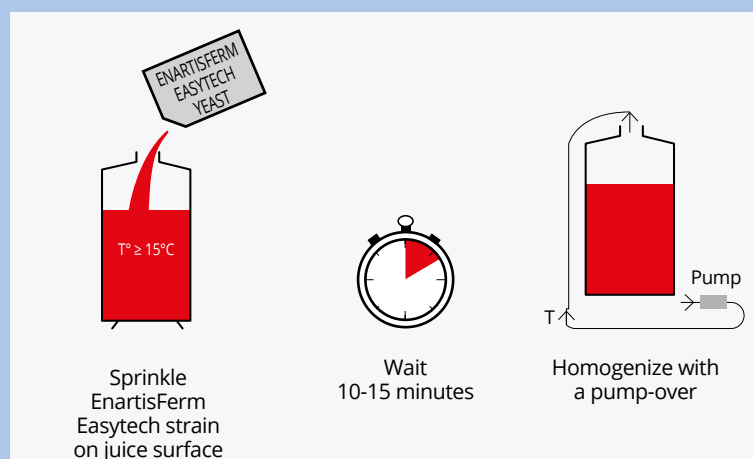 ENARTISFERM
EASYTECH
YEAST
T° ≥ 15°C
Sprinkle
EnartisFerm
Easytech strain
on juice surface
Wait
10-15 minutes
Pump
T
Homogenize with
a pump-over